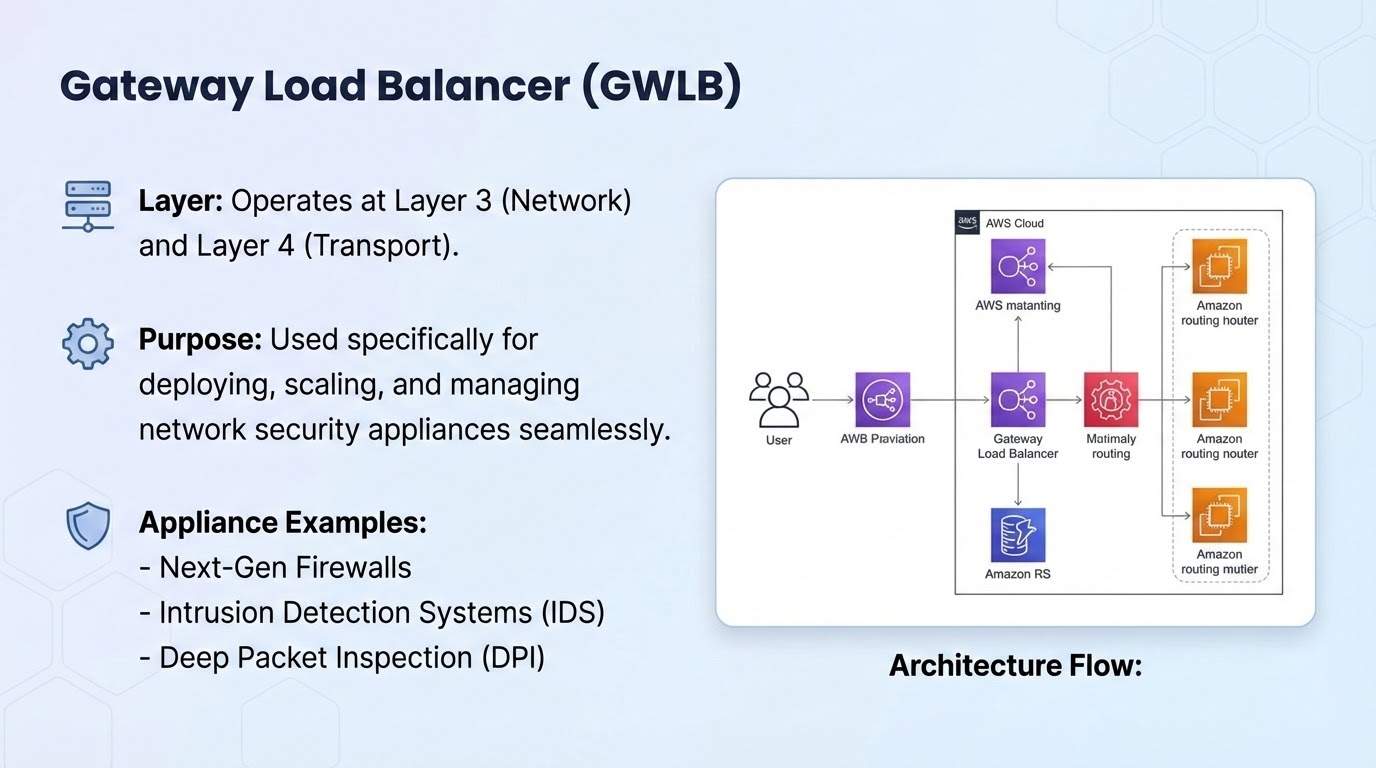 Gateway Load Balancer (GWLB)
Layer: Operates at Layer 3 (Network)
and Layer 4 (Transport).
Purpose: Used specifically for
deploying, scaling, and managing
network security appliances seamlessly.
Appliance Examples:
- Next-Gen Firewalls
- Intrusion Detection Systems (IDS)
- Deep Packet Inspection (DPI)
aws
AWS Cloud
AWS matanting
Amazon
routing houter
User
AWB Praviation
Gateway
Load Balancer
Motimaly
routing
Amazon
routing nouter
Amazon RS
Amazon
routing mutier
Architecture Flow: